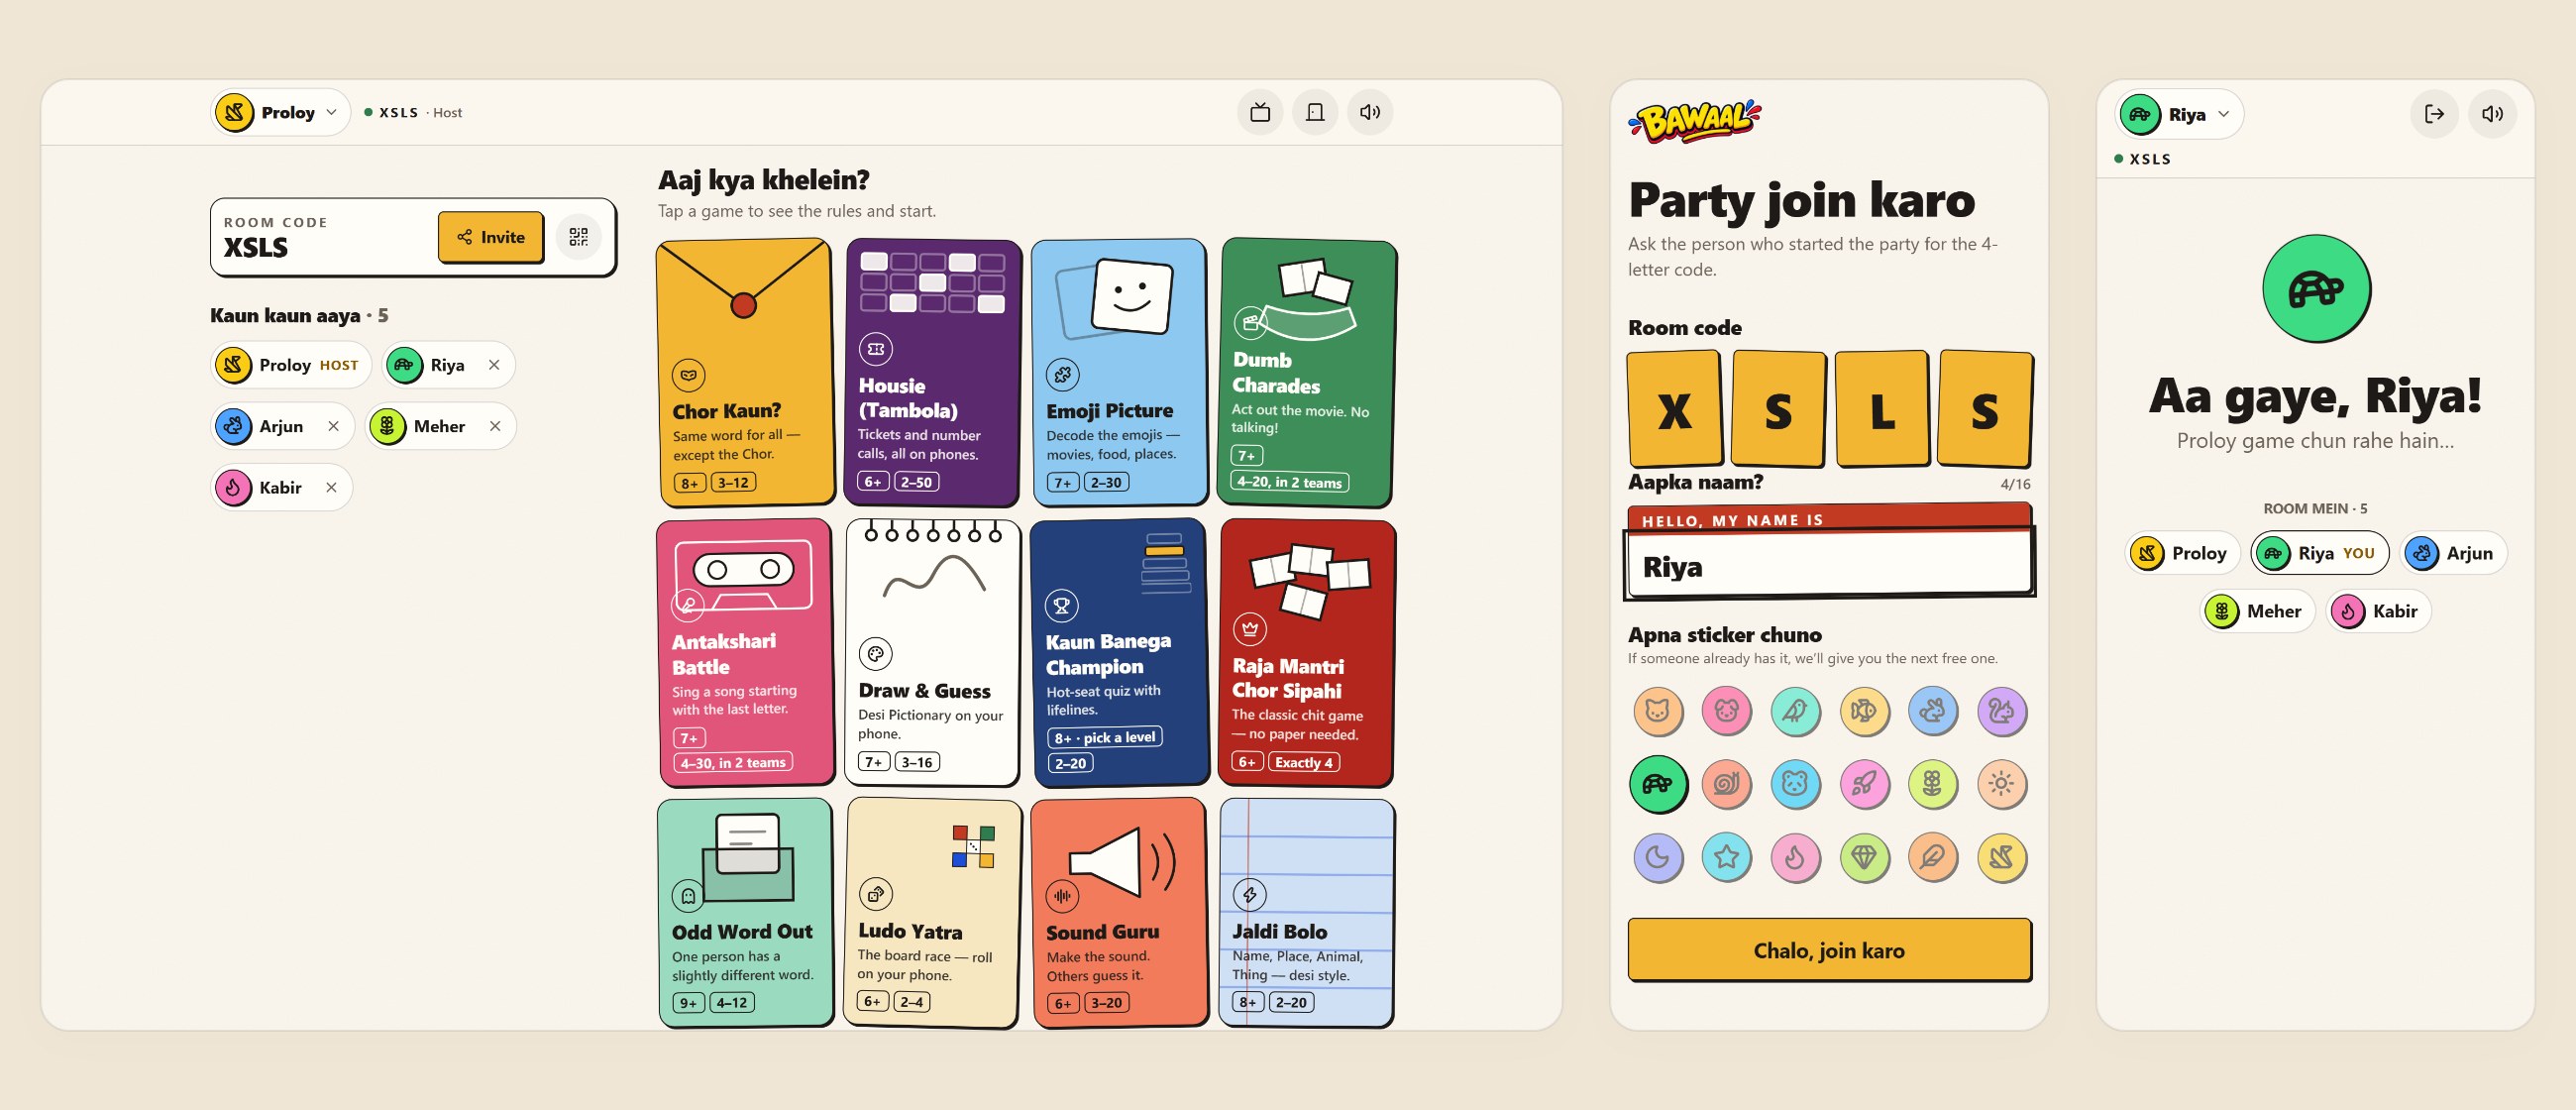 Proloy
XSLS · Host
ROOM CODE
XSLS
Invite
Kaun kaun aaya · 5
Proloy HOST
Riya
Arjun
Meher
Kabir
Aaj kya khelein?
Tap a game to see the rules and start.
Chor Kaun?
Same word for all —
except the Chor.
8+ 3–12
Housie
(Tambola)
Tickets and number
calls, all on phones.
6+ 2–50
Emoji Picture
Decode the emojis —
movies, food, places.
7+ 2–30
Dumb
Charades
Act out the movie. No
talking!
7+
4–20, in 2 teams
Antakshari
Battle
Sing a song starting
with the last letter.
7+
4–30, in 2 teams
Draw & Guess
Desi Pictionary on your
phone.
7+ 3–16
Kaun Banega
Champion
Hot-seat quiz with
lifelines.
8+ · pick a level
2–20
Raja Mantri
Chor Sipahi
The classic chit game
— no paper needed.
6+ Exactly 4
Odd Word Out
One person has a
slightly different word.
9+ 4–12
Ludo Yatra
The board race — roll
on your phone.
6+ 2–4
Sound Guru
Make the sound.
Others guess it.
6+ 3–20
Jaldi Bolo
Name, Place, Animal,
Thing — desi style.
8+ 2–20
BAWAAL
Party join karo
Ask the person who started the party for the 4-
letter code.
Room code
X S L S
Aapka naam?
4/16
HELLO, MY NAME IS
Riya
Apna sticker chuno
If someone already has it, we'll give you the next free one.
Chalo, join karo
Riya
XSLS
Aa gaye, Riya!
Proloy game chun rahe hain...
ROOM MEIN · 5
Proloy
Riya YOU
Arjun
Meher
Kabir